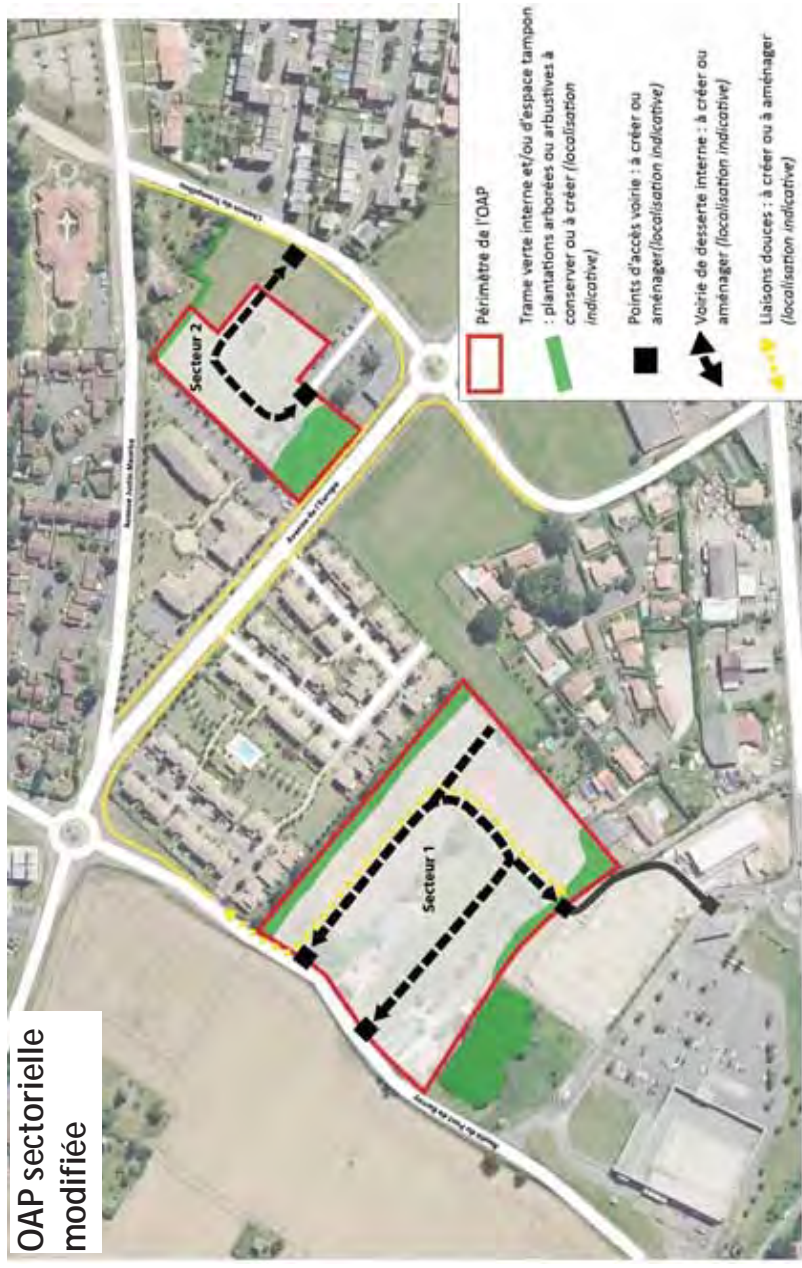 OAP sectorielle
modifiée
Secteur 2
Secteur 1
Avenue de l'Europe
Périmètre de l'OAP
Trame verte interne et/ou d'espace tampon
: plantations arborées ou arbustives à
conserver ou à créer (localisation
indicative)
Points d'accès voirie : à créer ou
aménager(localisation indicative)
Voirie de desserte interne : à créer ou
aménager (localisation indicative)
Liaisons douces : à créer ou à aménager
(localisation indicative)